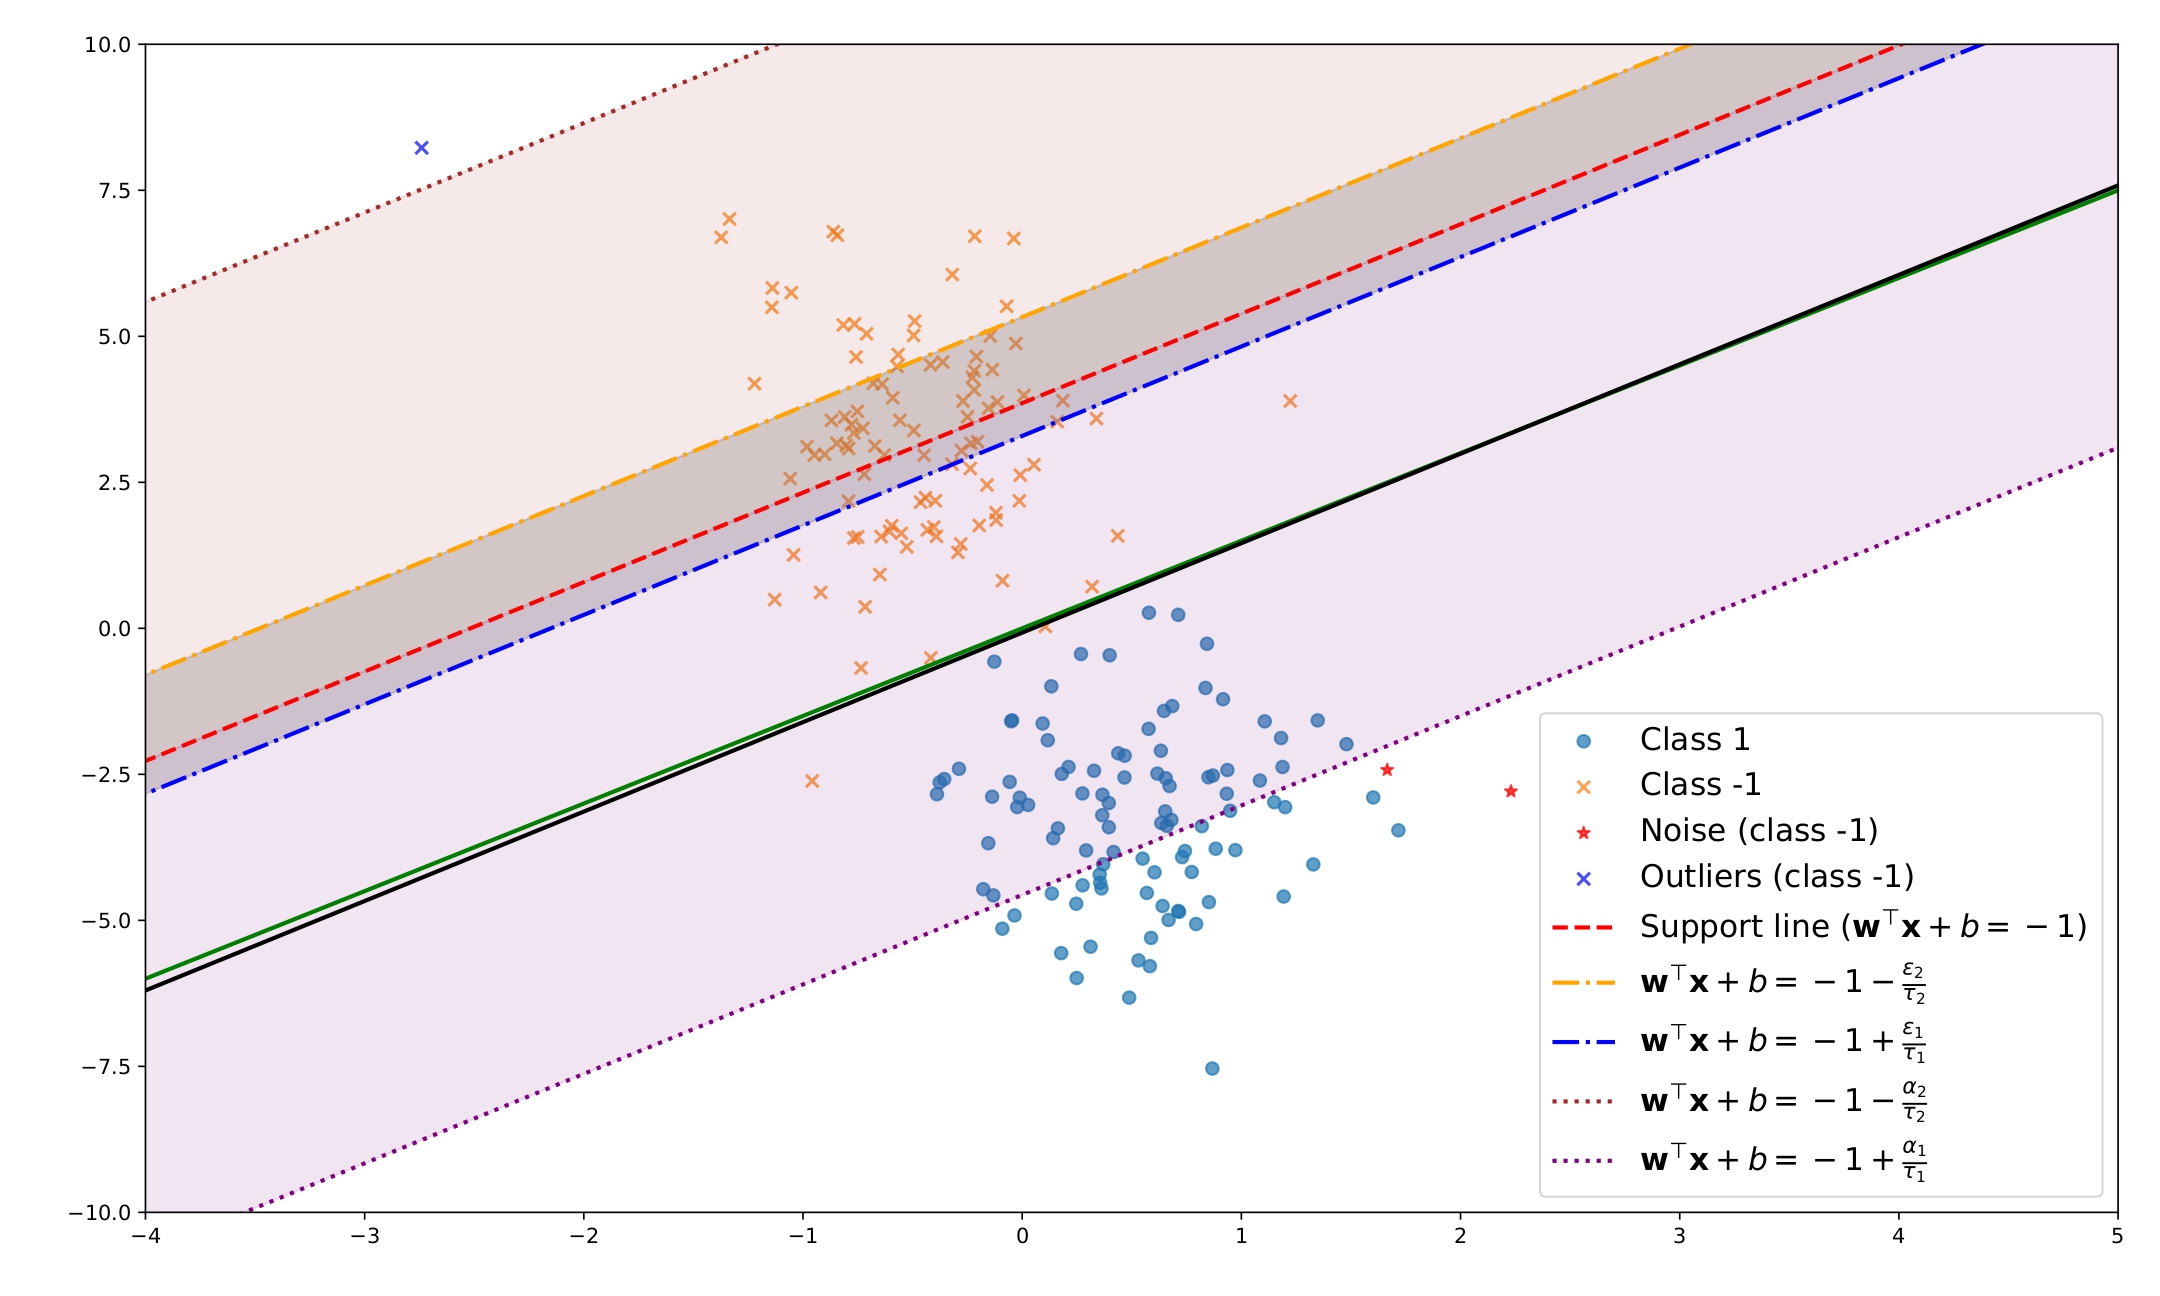 10.0
7.5
5.0
2.5
0.0
−2.5
−5.0
−7.5
−10.0
−4 −3 −2 −1 0 1 2 3 4 5
Class 1
Class -1
Noise (class -1)
Outliers (class -1)
Support line (w⊤x + b = − 1)
w⊤x + b = − 1 − ε₂/τ₂
w⊤x + b = − 1 + ε₁/τ₁
w⊤x + b = − 1 − α₂/τ₂
w⊤x + b = − 1 + α₁/τ₁